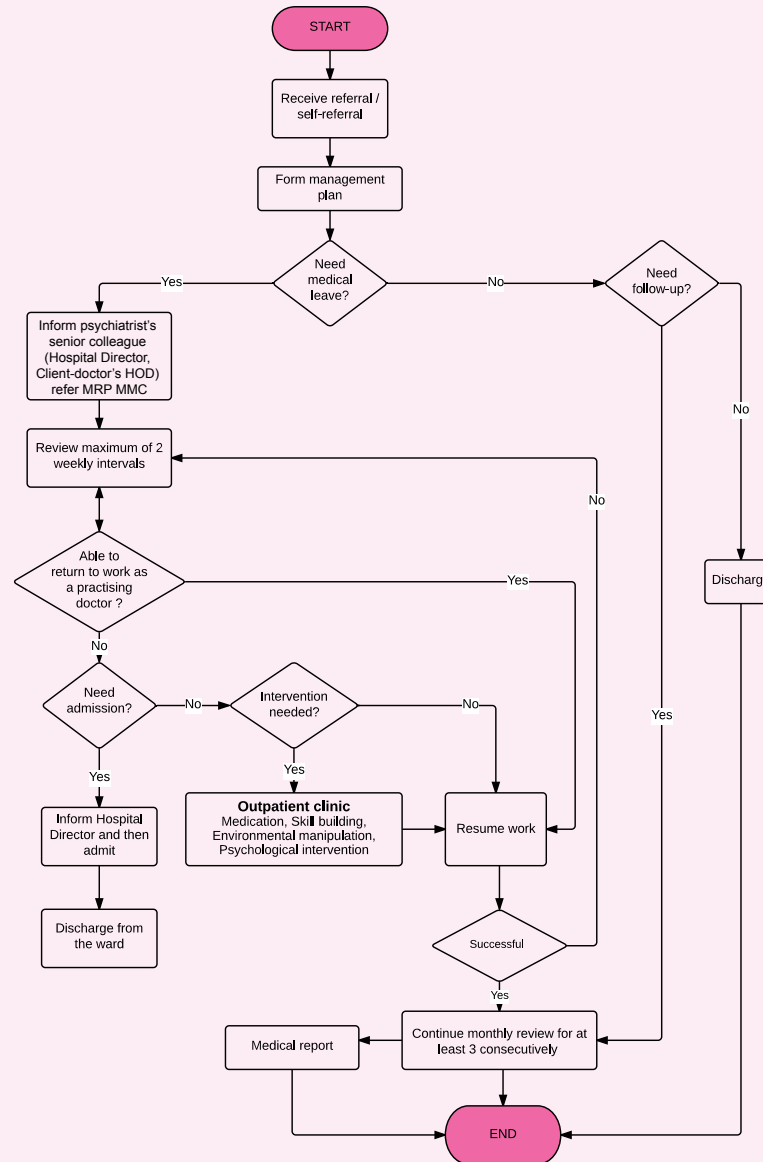 START
Receive referral /
self-referral
Form management
plan
Need
medical
leave?
Yes
No
Need
follow-up?
Inform psychiatrist's
senior colleague
(Hospital Director,
Client-doctor's HOD)
refer MRP MMC
No
Review maximum of 2
weekly intervals
No
Able to
return to work as
a practising
doctor ?
Yes
Discharge
No
Need
admission?
No
Intervention
needed?
No
Yes
Yes
Yes
Inform Hospital
Director and then
admit
Outpatient clinic
Medication, Skill building,
Environmental manipulation,
Psychological intervention
Resume work
Discharge from
the ward
Successful
Yes
Continue monthly review for at
least 3 consecutively
Medical report
END